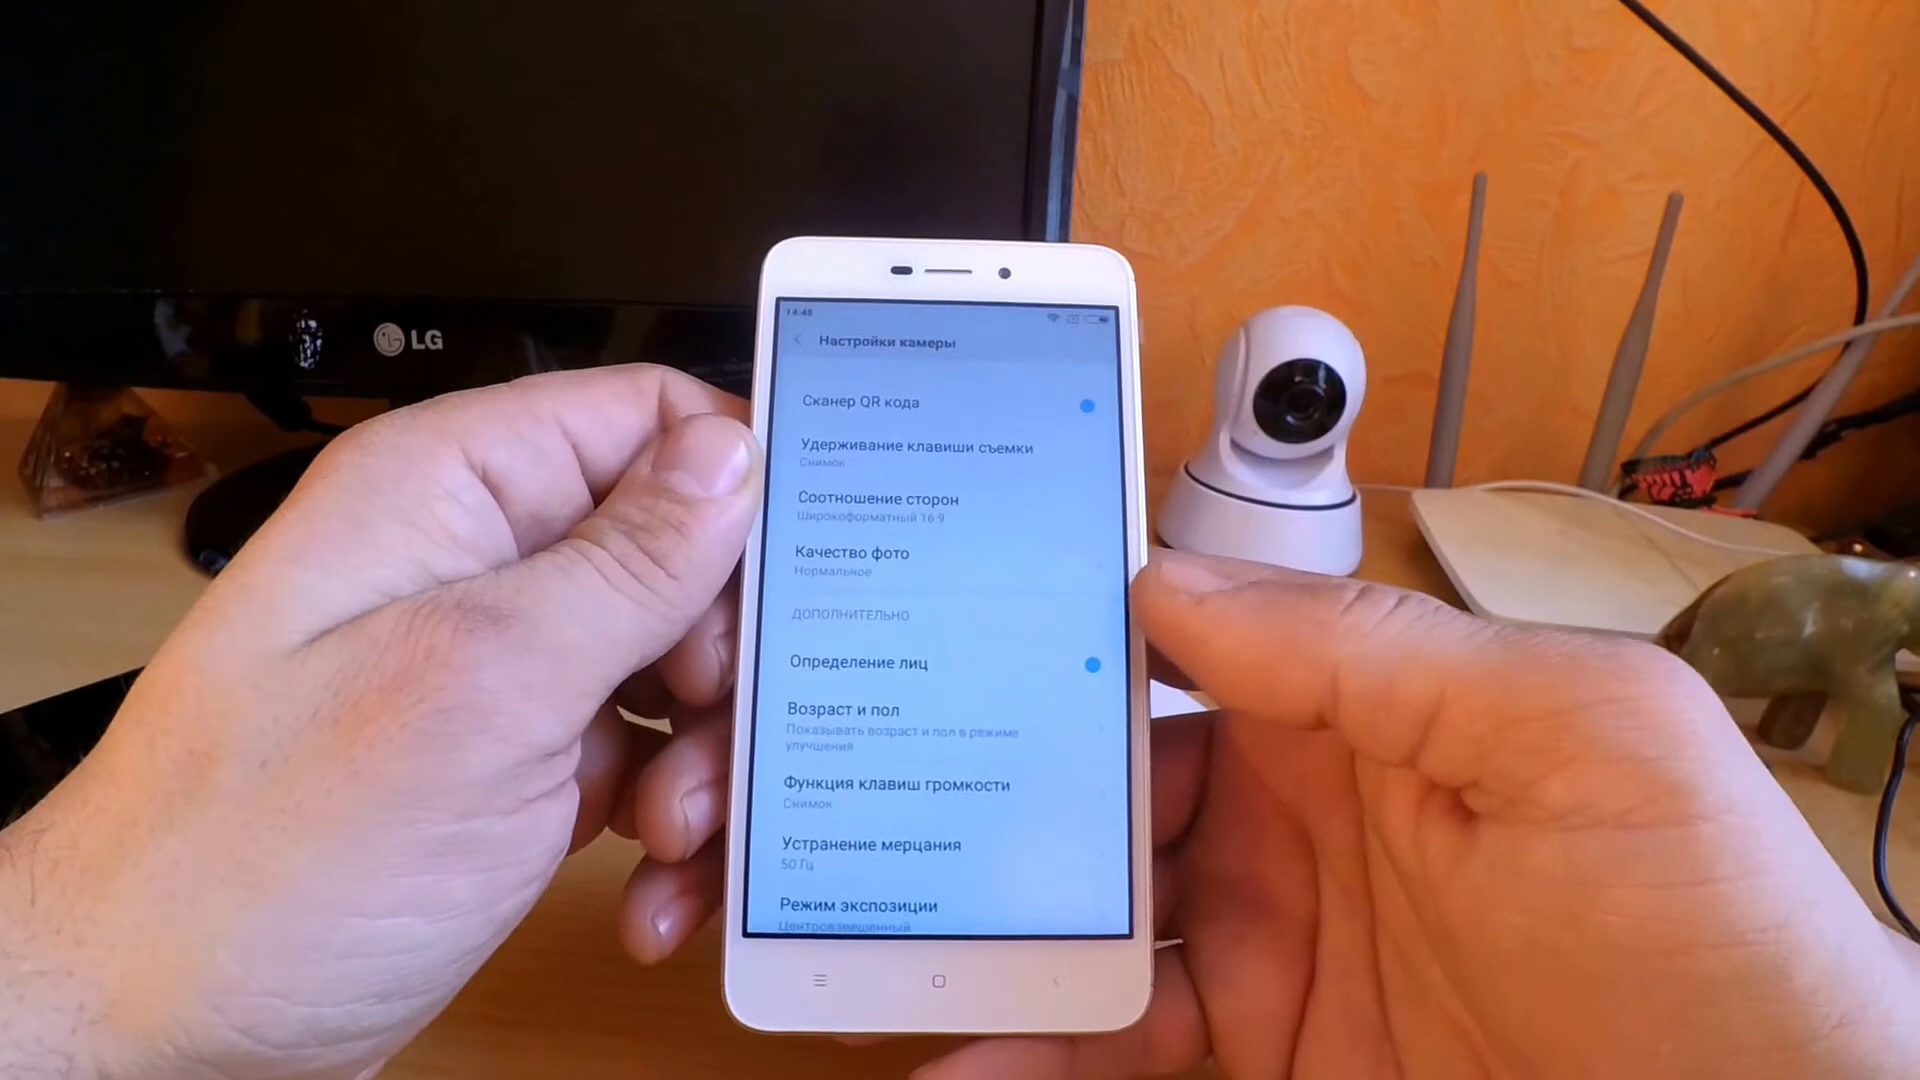 LG
14:48
Настройки камеры
Сканер QR кода
Удерживание клавиши съемки
Снимок
Соотношение сторон
Широкоформатный 16:9
Качество фото
Нормальное
ДОПОЛНИТЕЛЬНО
Определение лиц
Возраст и пол
Показывать возраст и пол в режиме
улучшения
Функция клавиш громкости
Снимок
Устранение мерцания
50 Гц
Режим экспозиции
Центровзвешенный